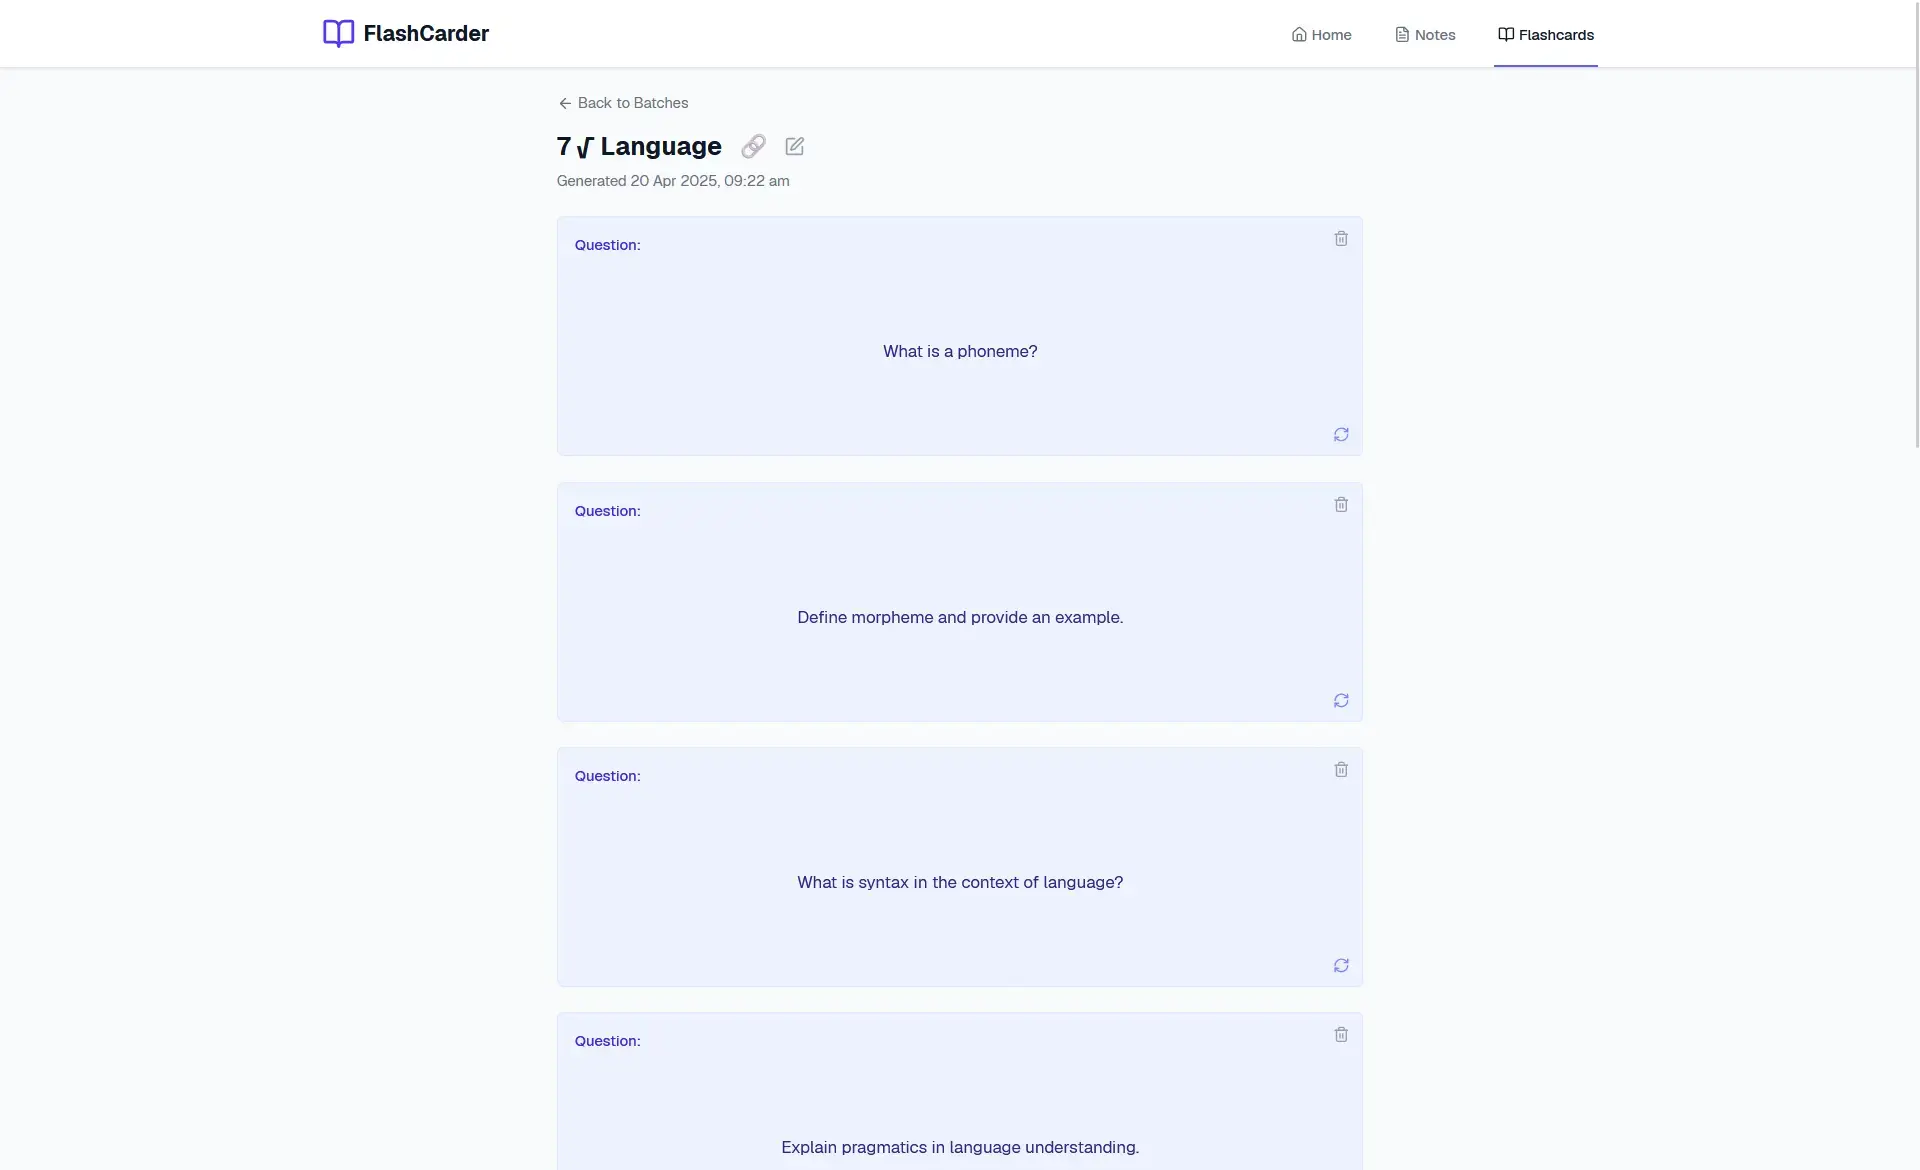 FlashCarder
Home
Notes
Flashcards
Back to Batches
7 √ Language
Generated 20 Apr 2025, 09:22 am
Question:
What is a phoneme?
Question:
Define morpheme and provide an example.
Question:
What is syntax in the context of language?
Question:
Explain pragmatics in language understanding.